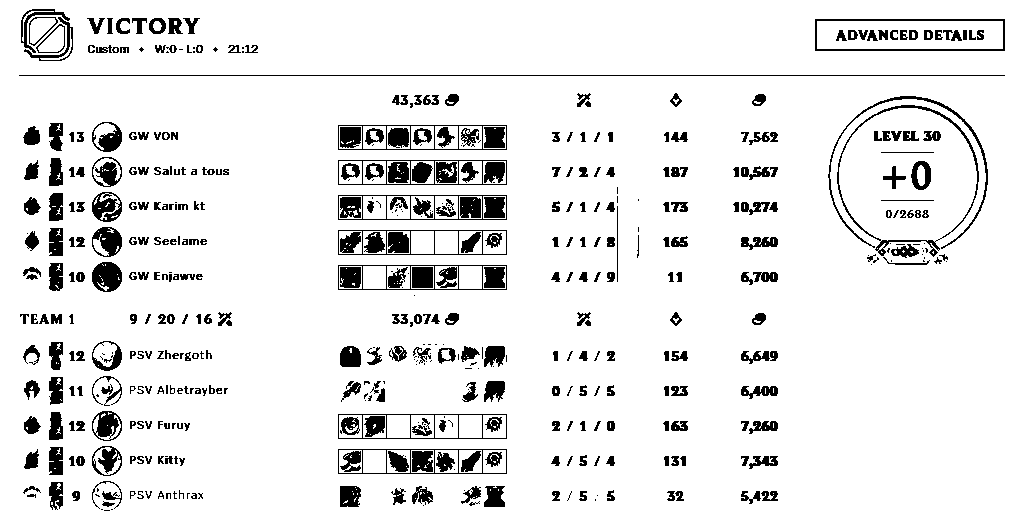 VICTORY
Custom • W:0 - L:0 • 21:12
ADVANCED DETAILS
43,363
13 GW VON 3 / 1 / 1 144 7,562
14 GW Salut a tous 7 / 2 / 4 187 10,567
13 GW Karim kt 5 / 1 / 4 173 10,274
12 GW Seelame 1 / 1 / 8 165 8,260
10 GW Enjawve 4 / 4 / 9 11 6,700
LEVEL 30
+0
0/2688
TEAM 1 9 / 20 / 16 33,074
12 PSV Zhergoth 1 / 4 / 2 154 6,649
11 PSV Albetrayber 0 / 5 / 5 123 6,400
12 PSV Furuy 2 / 1 / 0 163 7,260
10 PSV Kitty 4 / 5 / 4 131 7,343
9 PSV Anthrax 2 / 5 / 5 32 5,422